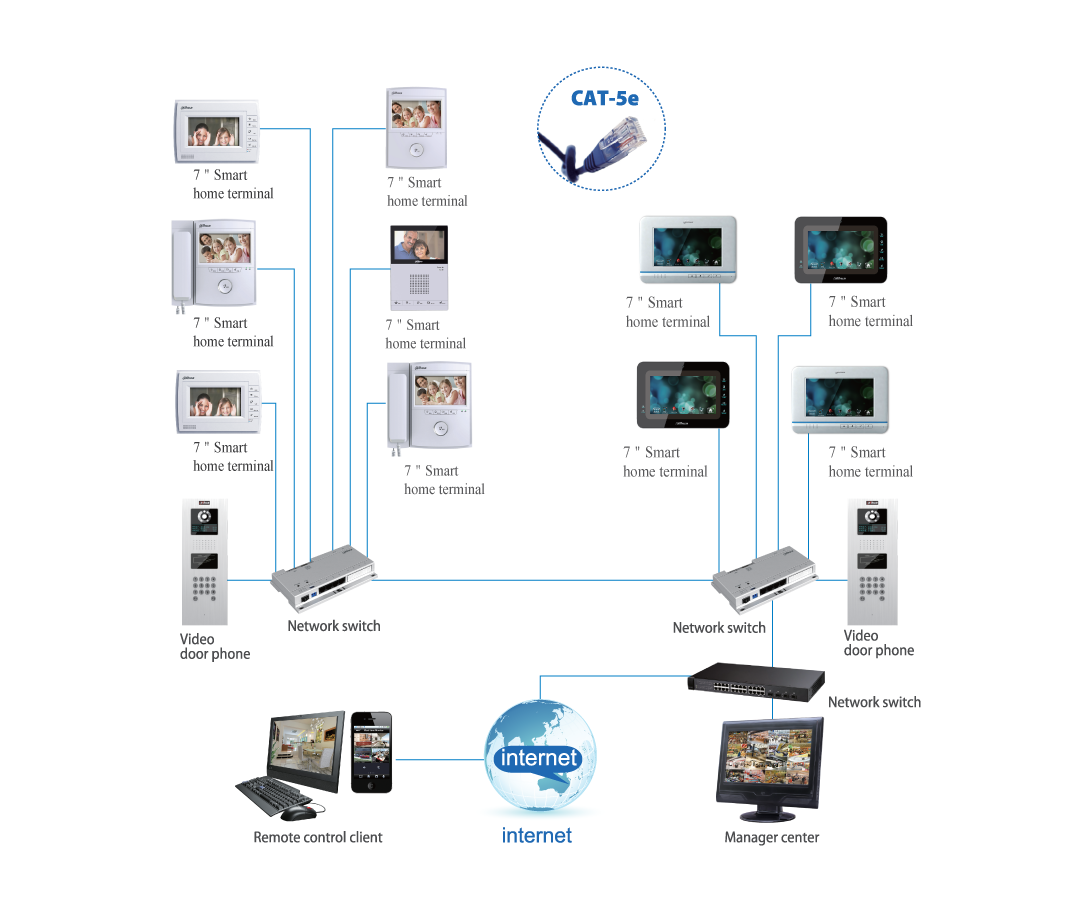 CAT-5e
7 " Smart
home terminal
7 " Smart
home terminal
7 " Smart
home terminal
7 " Smart
home terminal
7 " Smart
home terminal
7 " Smart
home terminal
7 " Smart
home terminal
7 " Smart
home terminal
7 " Smart
home terminal
7 " Smart
home terminal
Video
door phone
Network switch
Network switch
Video
door phone
Network switch
internet
Remote control client
internet
Manager center